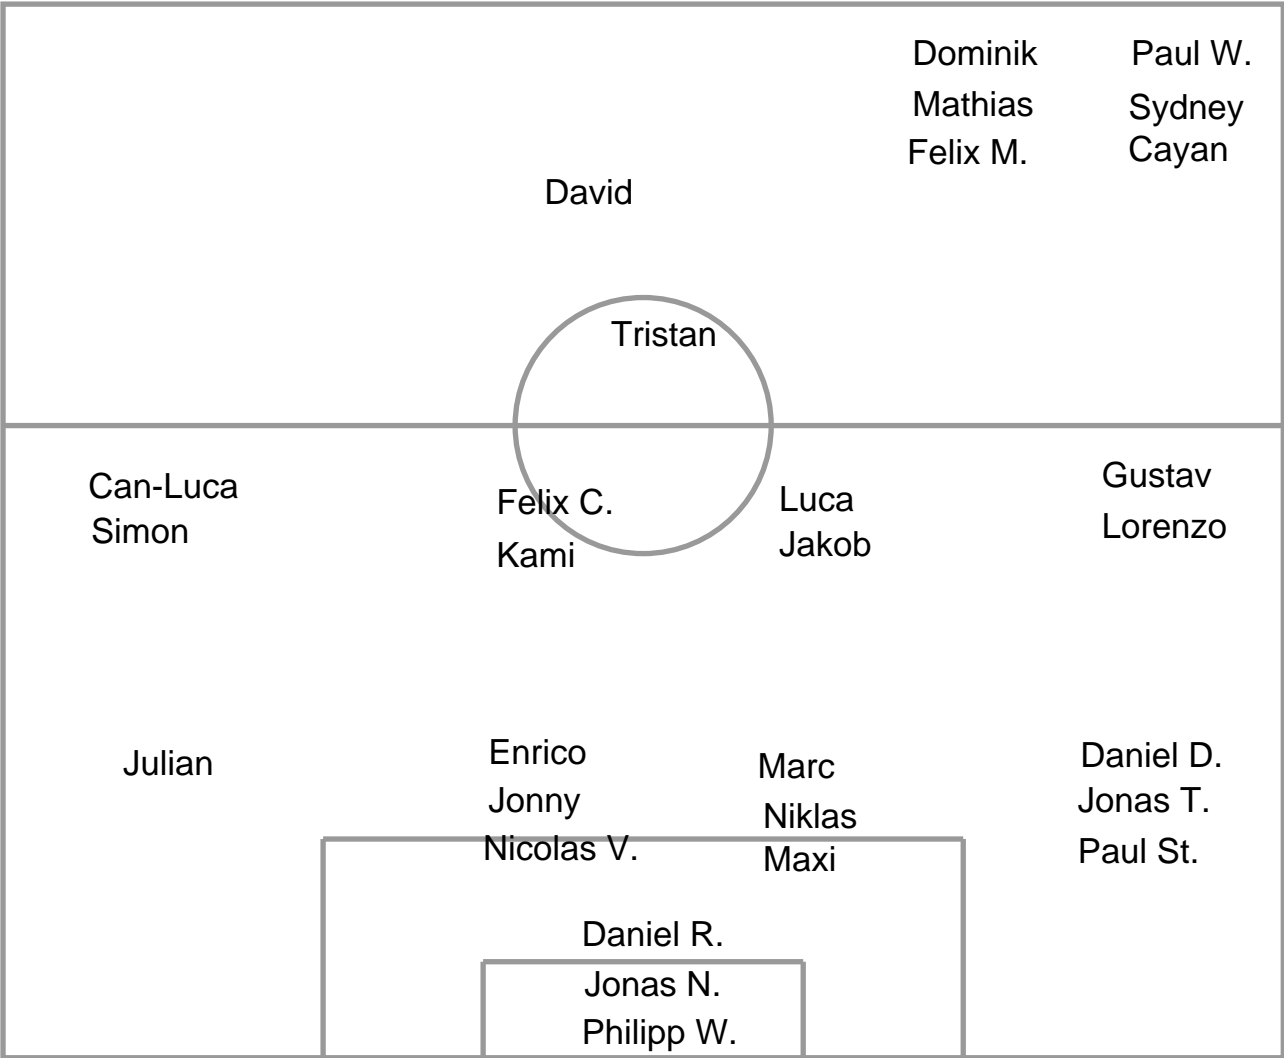 Dominik
Paul W.
Mathias
Sydney
Felix M.
Cayan
David
Tristan
Can-Luca
Simon
Felix C.
Kami
Luca
Jakob
Gustav
Lorenzo
Julian
Enrico
Jonny
Nicolas V.
Marc
Niklas
Maxi
Daniel D.
Jonas T.
Paul St.
Daniel R.
Jonas N.
Philipp W.